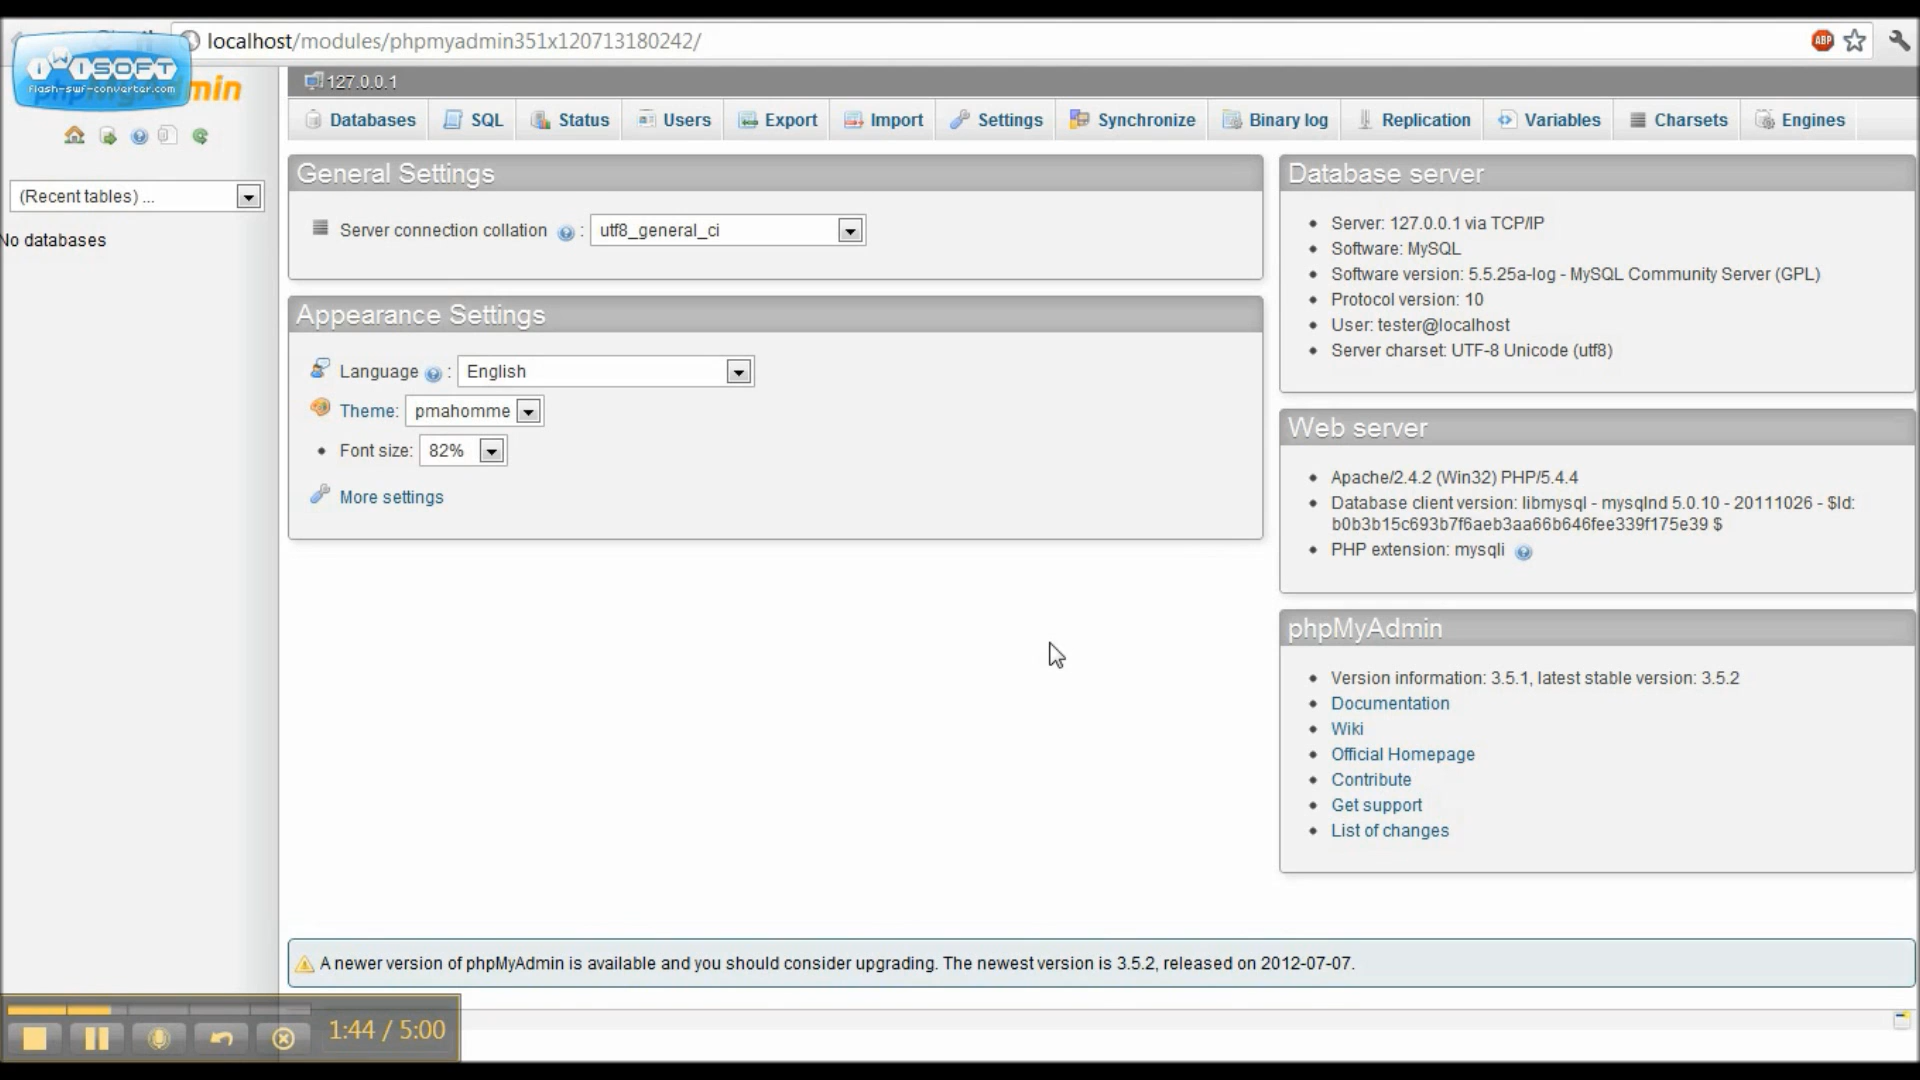 localhost/modules/phpmyadmin351x120713180242/
ABP
iWiSOFT
flash-swf-converter.com
127.0.0.1
Databases SQL Status Users Export Import Settings Synchronize Binary log Replication Variables Charsets Engines
(Recent tables) ...
No databases
General Settings
Server connection collation : utf8_general_ci
Appearance Settings
Language : English
Theme: pmahomme
Font size: 82%
More settings
Database server
Server: 127.0.0.1 via TCP/IP
Software: MySQL
Software version: 5.5.25a-log - MySQL Community Server (GPL)
Protocol version: 10
User: tester@localhost
Server charset: UTF-8 Unicode (utf8)
Web server
Apache/2.4.2 (Win32) PHP/5.4.4
Database client version: libmysql - mysqlnd 5.0.10 - 20111026 - $Id:
b0b3b15c693b7f6aeb3aa66b646fee339f175e39 $
PHP extension: mysqli
phpMyAdmin
Version information: 3.5.1, latest stable version: 3.5.2
Documentation
Wiki
Official Homepage
Contribute
Get support
List of changes
A newer version of phpMyAdmin is available and you should consider upgrading. The newest version is 3.5.2, released on 2012-07-07.
1:44 / 5:00